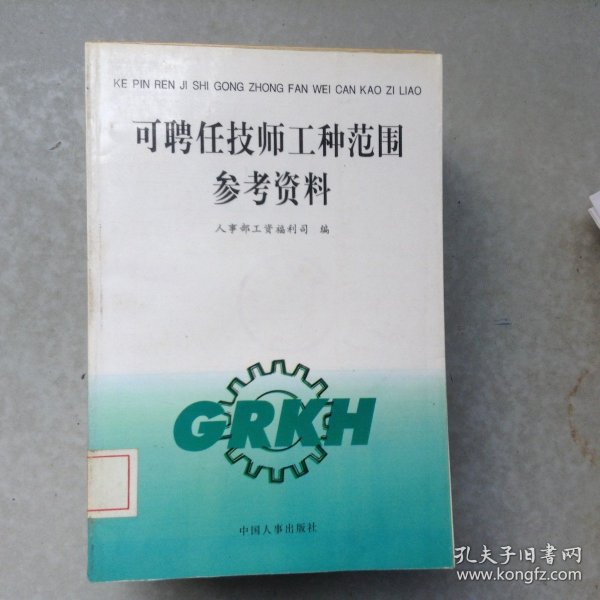 KE PIN REN JI SHI GONG ZHONG FAN WEI CAN KAO ZI LIAO
可聘任技师工种范围
参考资料
人事部工资福利司 编
GRKH
中国人事出版社
孔夫子旧书网
www.kongfz.com